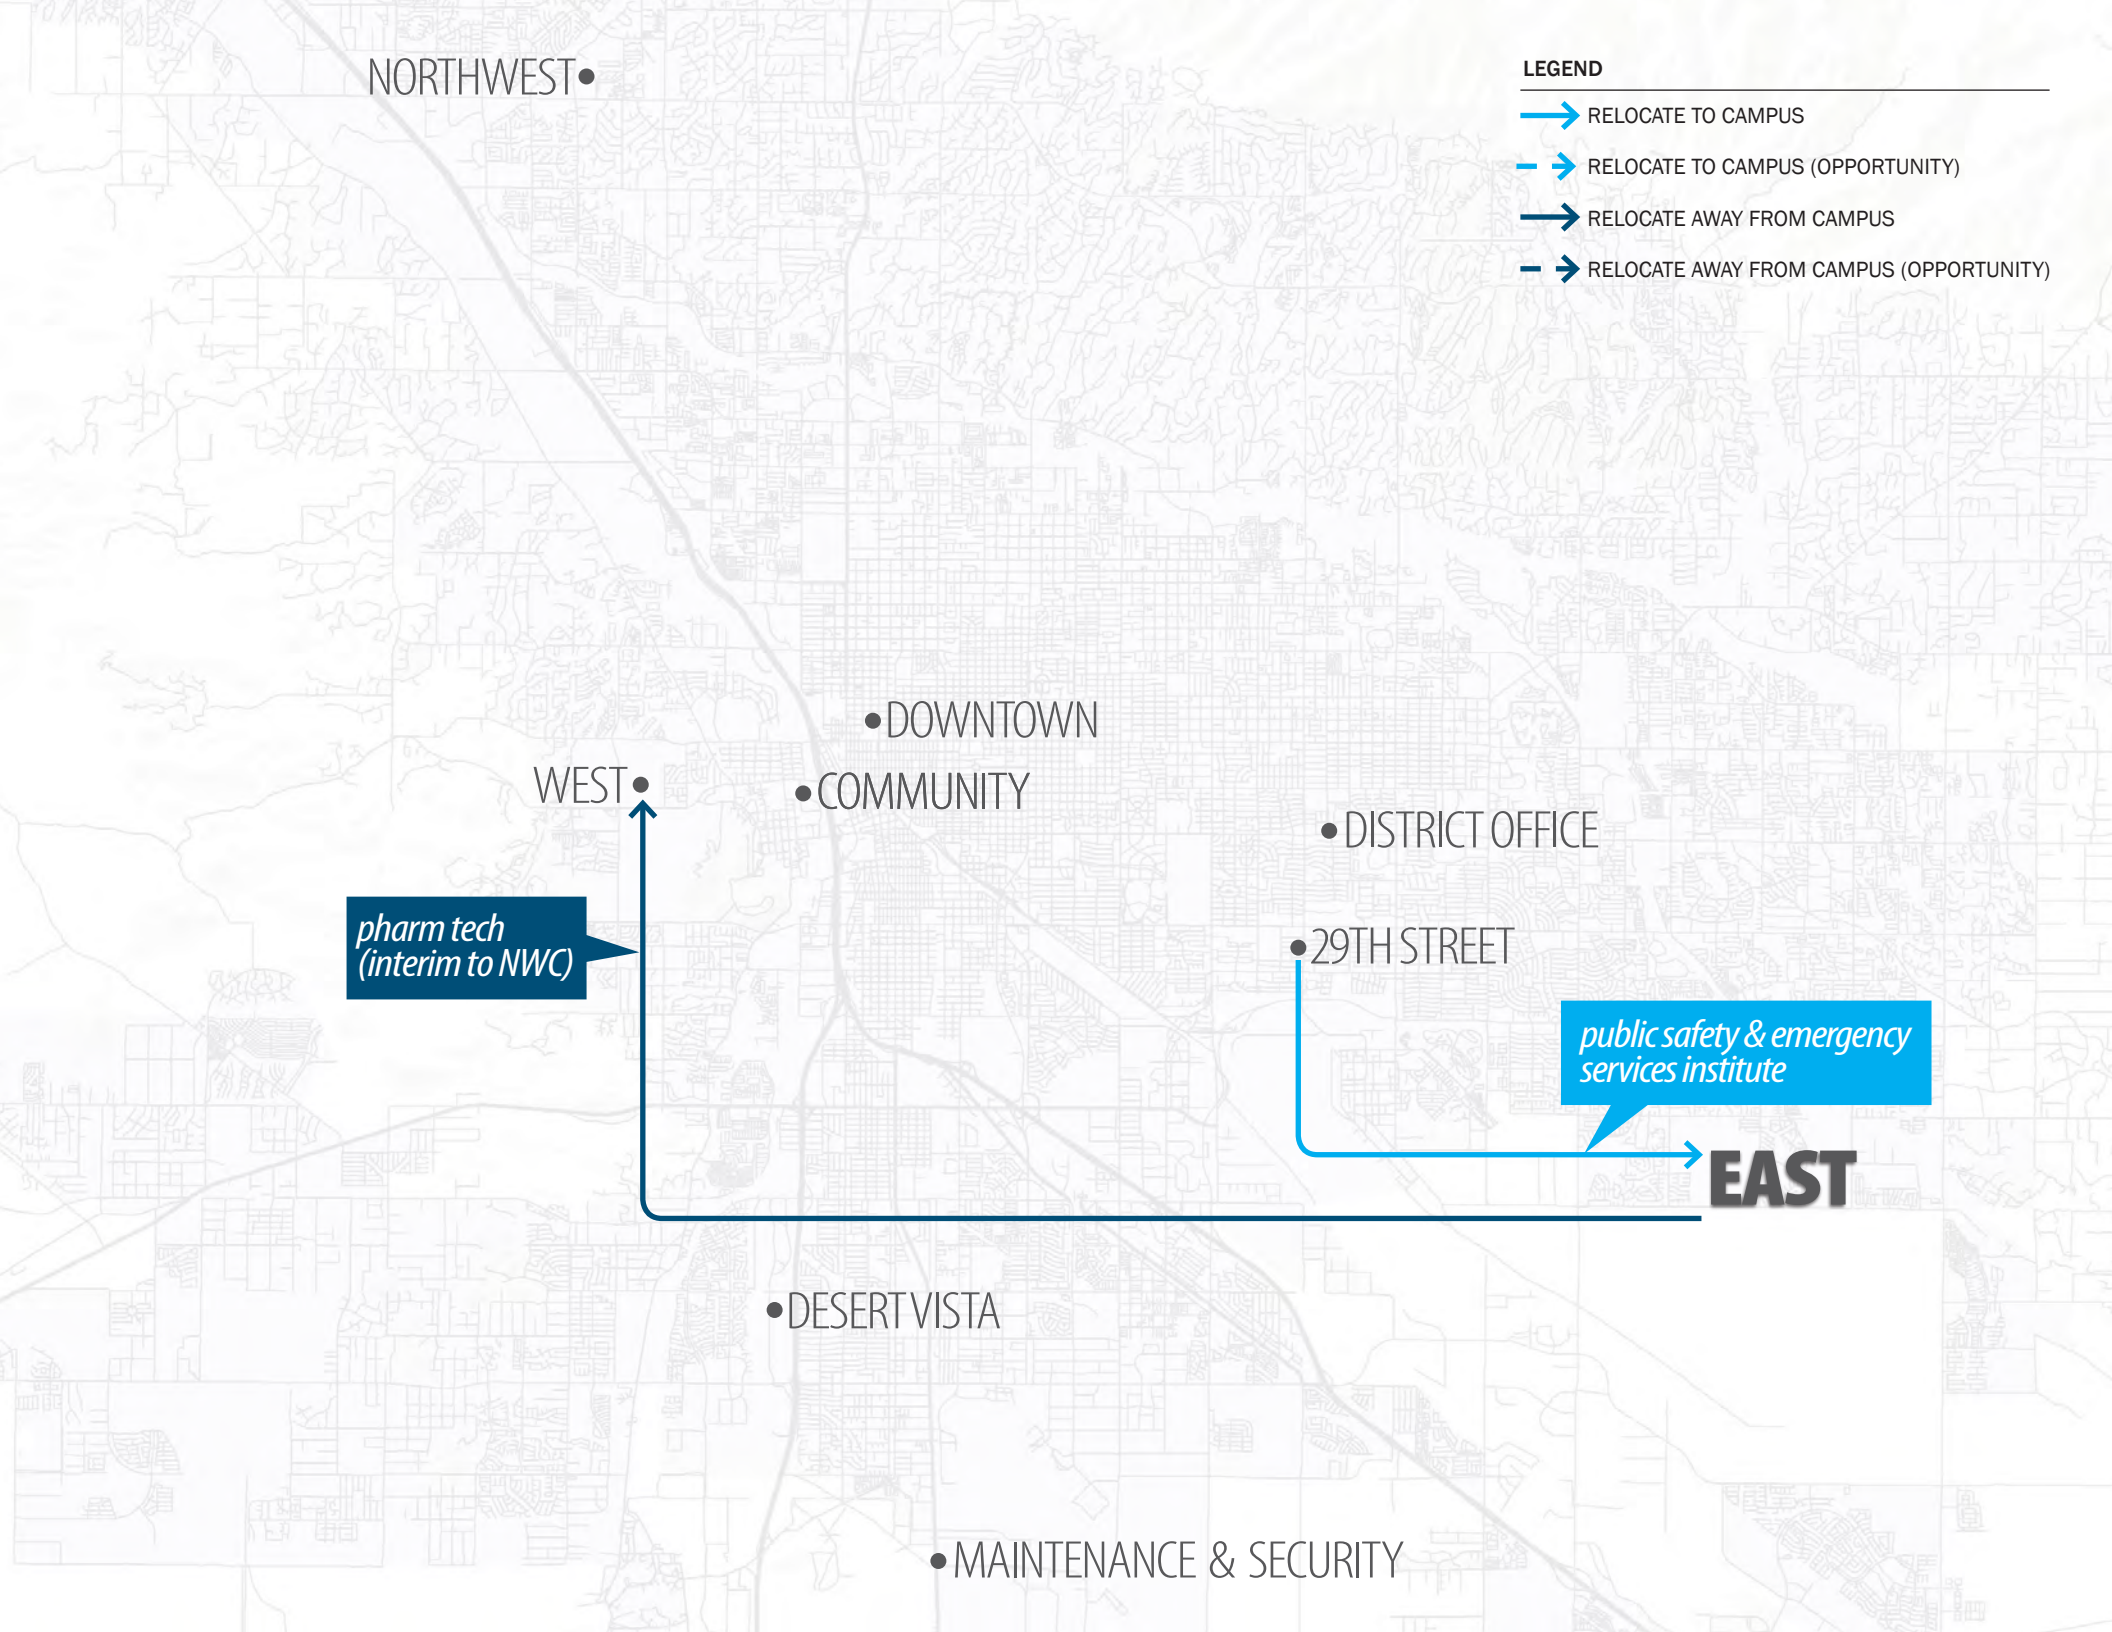 NORTHWEST
LEGEND
RELOCATE TO CAMPUS
RELOCATE TO CAMPUS (OPPORTUNITY)
RELOCATE AWAY FROM CAMPUS
RELOCATE AWAY FROM CAMPUS (OPPORTUNITY)
DOWNTOWN
WEST
COMMUNITY
DISTRICT OFFICE
pharm tech
(interim to NWC)
29TH STREET
public safety & emergency
services institute
EAST
DESERT VISTA
MAINTENANCE & SECURITY